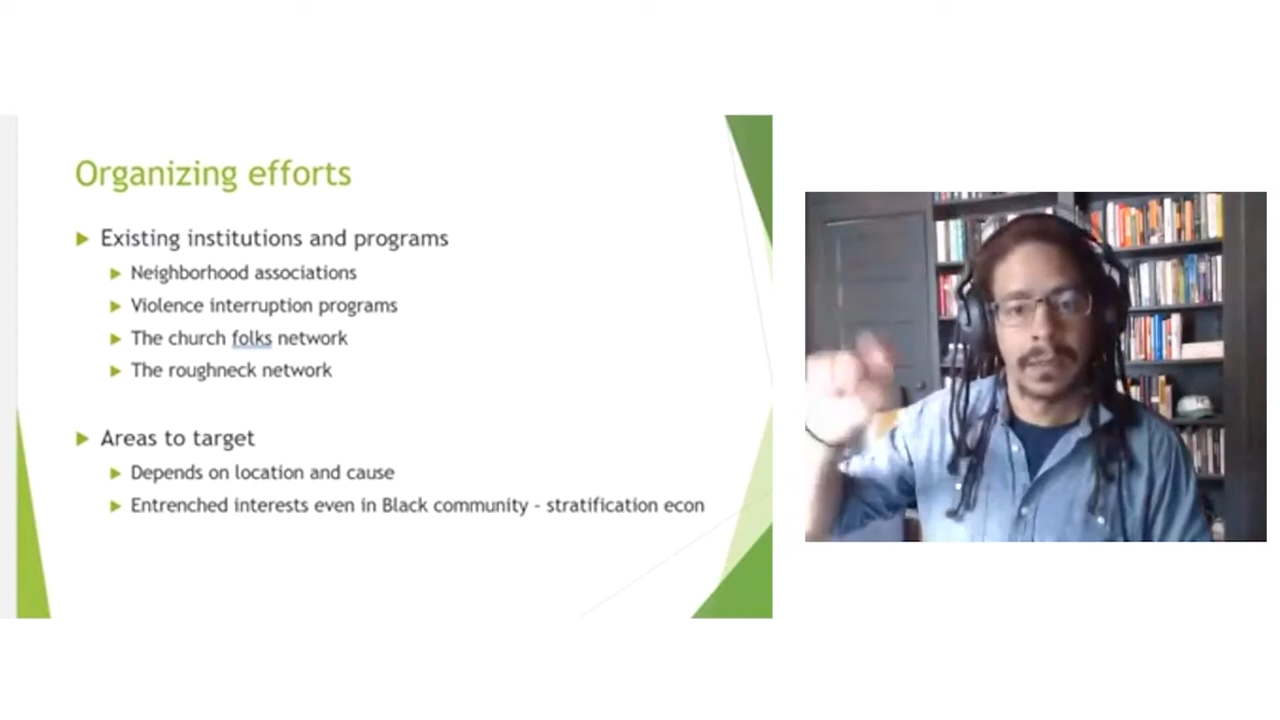 Organizing efforts
Existing institutions and programs
Neighborhood associations
Violence interruption programs
The church folks network
The roughneck network
Areas to target
Depends on location and cause
Entrenched interests even in Black community - stratification econ